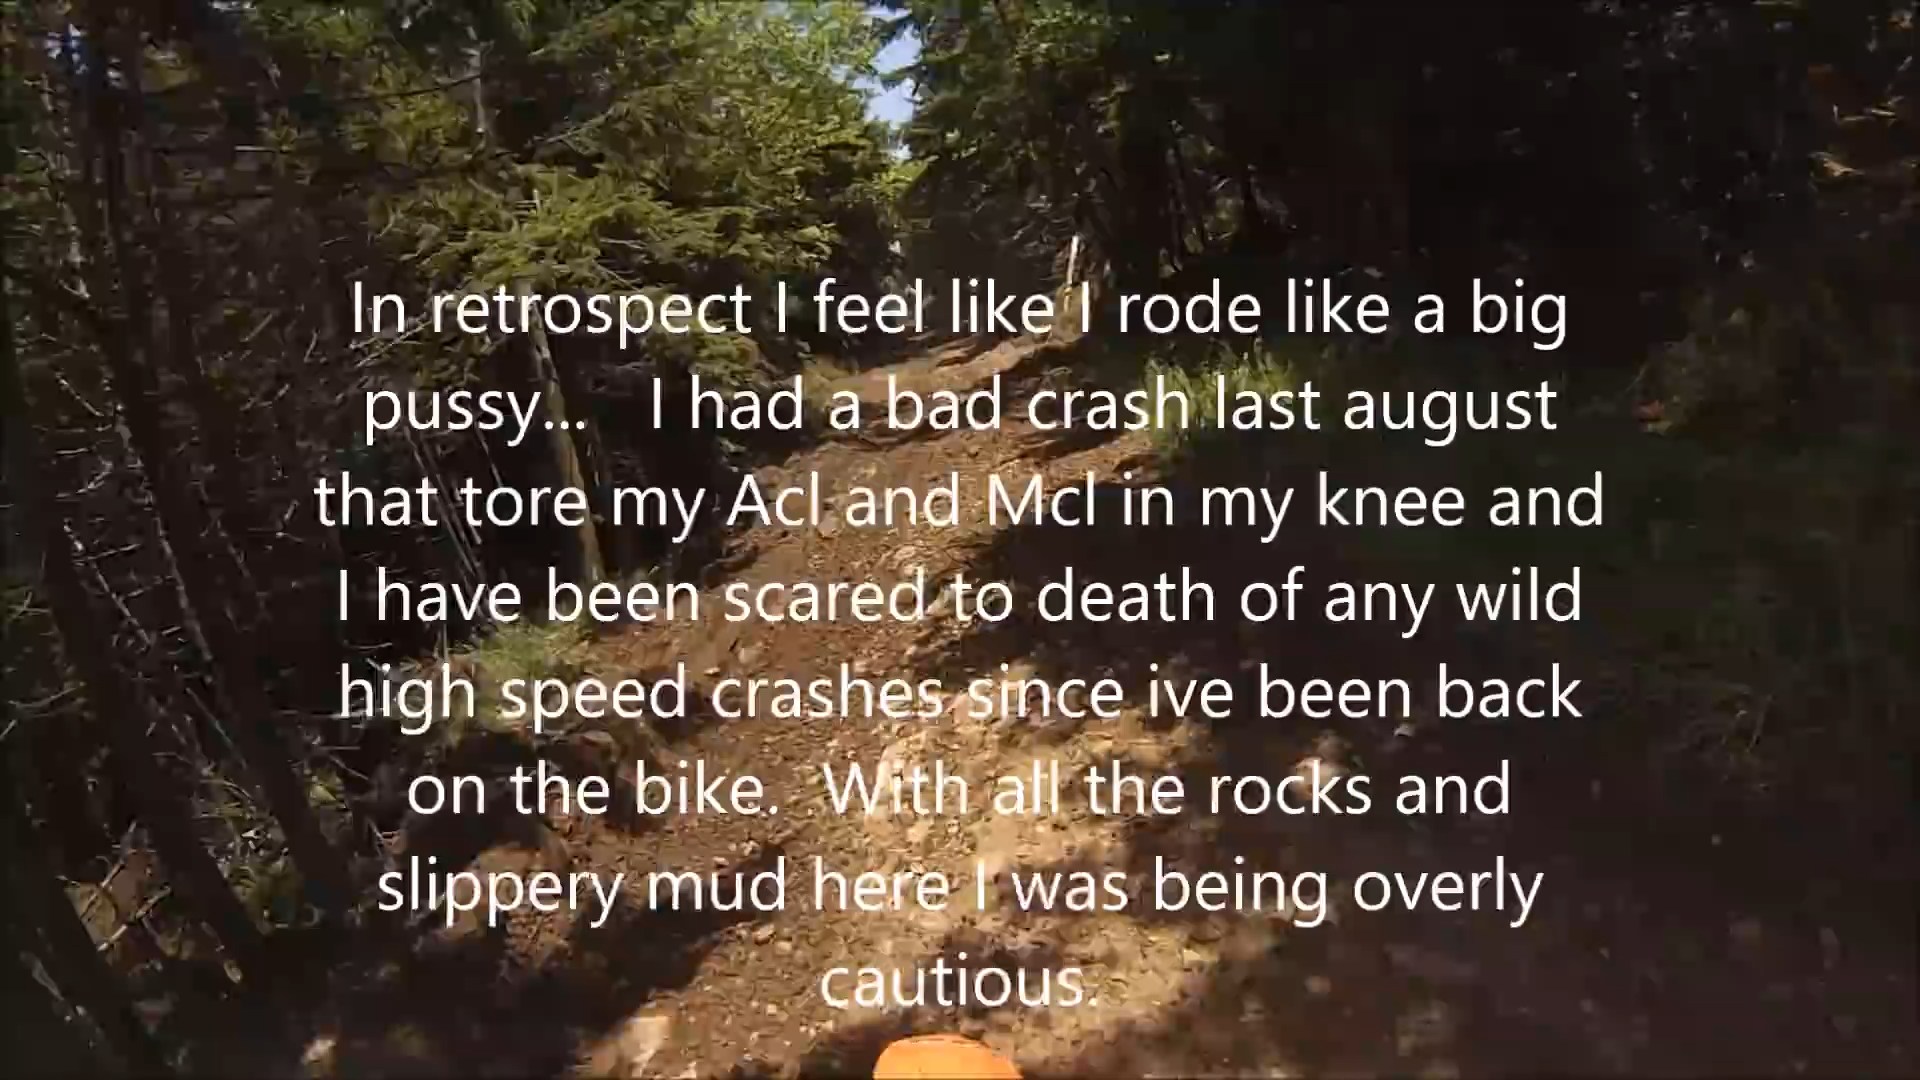 In retrospect I feel like I rode like a big
pussy...   I had a bad crash last august
that tore my Acl and Mcl in my knee and
I have been scared to death of any wild
high speed crashes since ive been back
on the bike.  With all the rocks and
slippery mud here I was being overly
cautious.